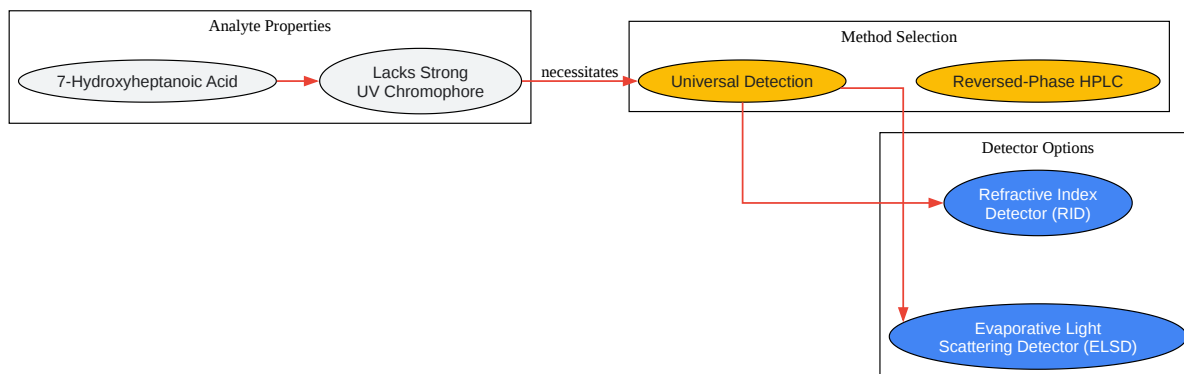 Analyte Properties
7-Hydroxyheptanoic Acid
Lacks Strong
UV Chromophore
necessitates
Method Selection
Universal Detection
Reversed-Phase HPLC
Detector Options
Refractive Index
Detector (RID)
Evaporative Light
Scattering Detector (ELSD)